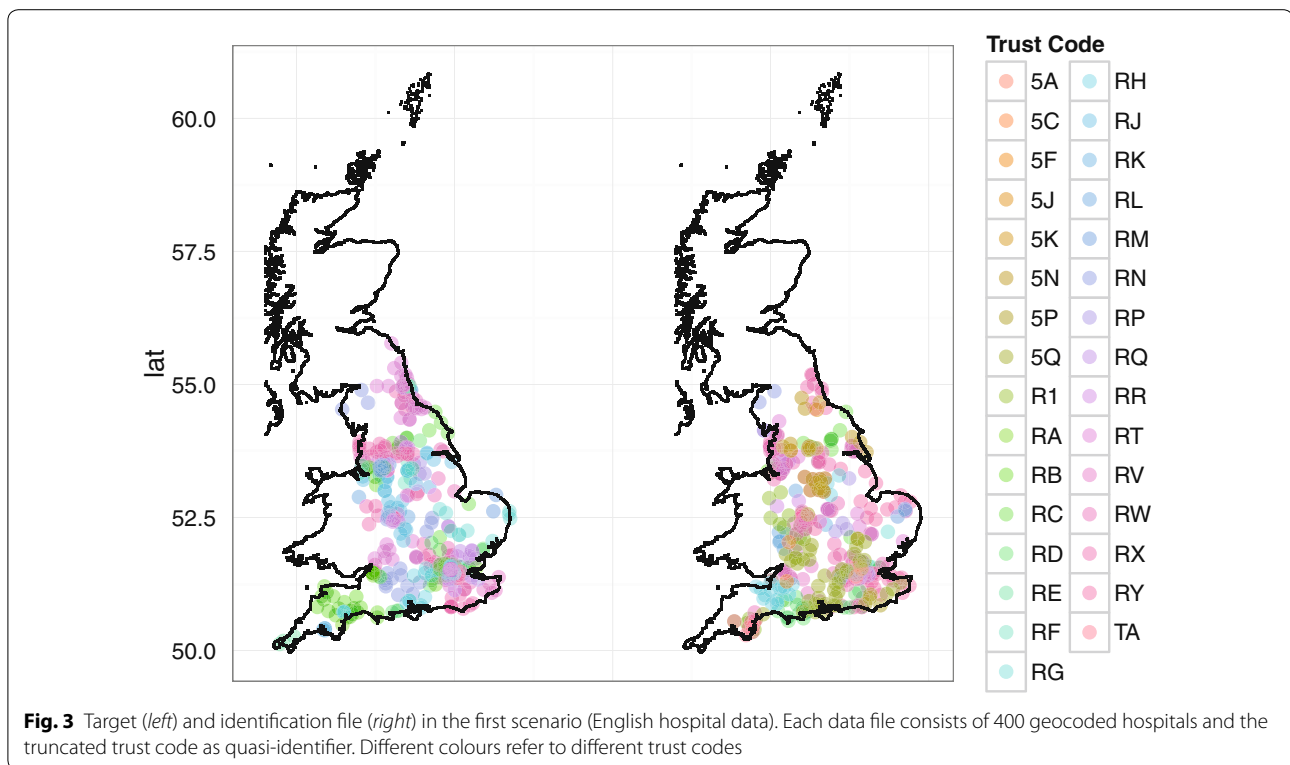 Trust Code
5A RH
5C RJ
5F RK
5J RL
5K RM
5N RN
5P RP
5Q RQ
R1 RR
RA RT
RB RV
RC RW
RD RX
RE RY
RF TA
RG
60.0
57.5
55.0
52.5
50.0
lat
Fig. 3 Target (left) and identification file (right) in the first scenario (English hospital data). Each data file consists of 400 geocoded hospitals and the
truncated trust code as quasi-identifier. Different colours refer to different trust codes